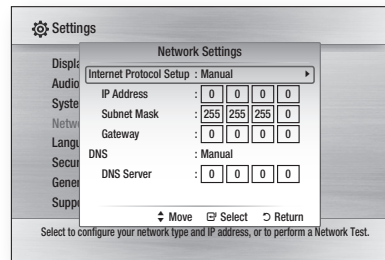 Settings
Network Settings
Displa
Internet Protocol Setup : Manual
Audio
IP Address : 0 0 0 0
Syste
Subnet Mask : 255 255 255 0
Netwo
Gateway : 0 0 0 0
Langu
DNS : Manual
Secur
DNS Server : 0 0 0 0
Gener
Suppo
Move Select Return
Select to configure your network type and IP address, or to perform a Network Test.